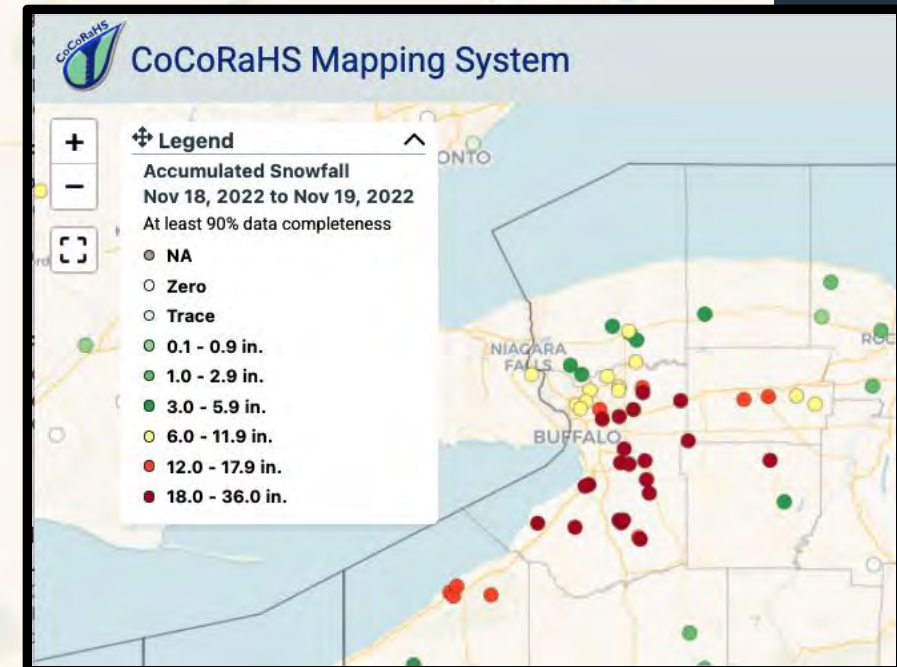 CoCoRaHS
CoCoRaHS Mapping System
+
−
Legend
Accumulated Snowfall
Nov 18, 2022 to Nov 19, 2022
At least 90% data completeness
NA
Zero
Trace
0.1 - 0.9 in.
1.0 - 2.9 in.
3.0 - 5.9 in.
6.0 - 11.9 in.
12.0 - 17.9 in.
18.0 - 36.0 in.
ONTO
NIAGARA
FALLS
ROC
BUFFALO